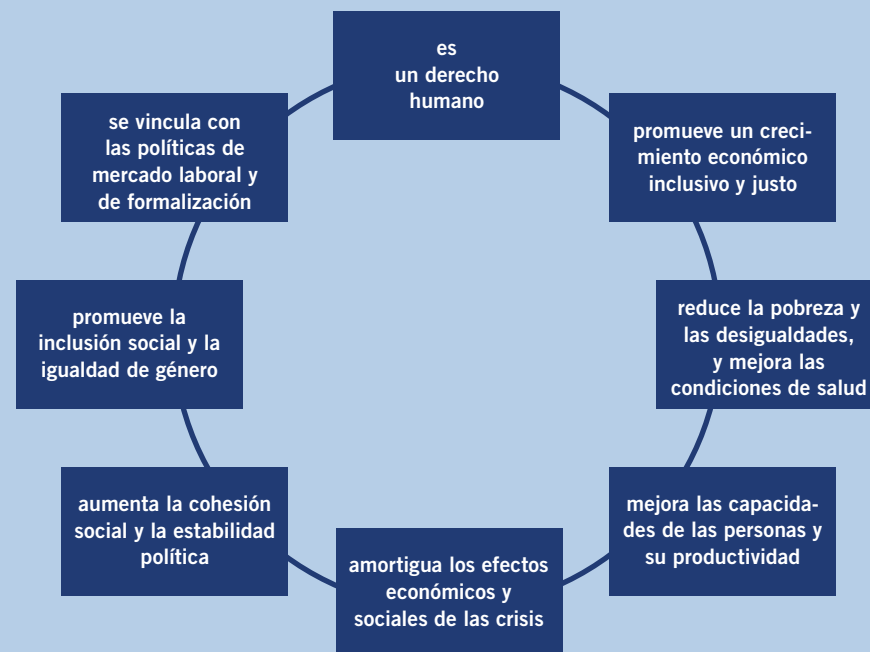 es
un derecho
humano
promueve un creci-
miento económico
inclusivo y justo
reduce la pobreza y
las desigualdades,
y mejora las
condiciones de salud
mejora las capacida-
des de las personas y
su productividad
amortigua los efectos
económicos y
sociales de las crisis
aumenta la cohesión
social y la estabilidad
política
promueve la
inclusión social y la
igualdad de género
se vincula con
las políticas de
mercado laboral y
de formalización